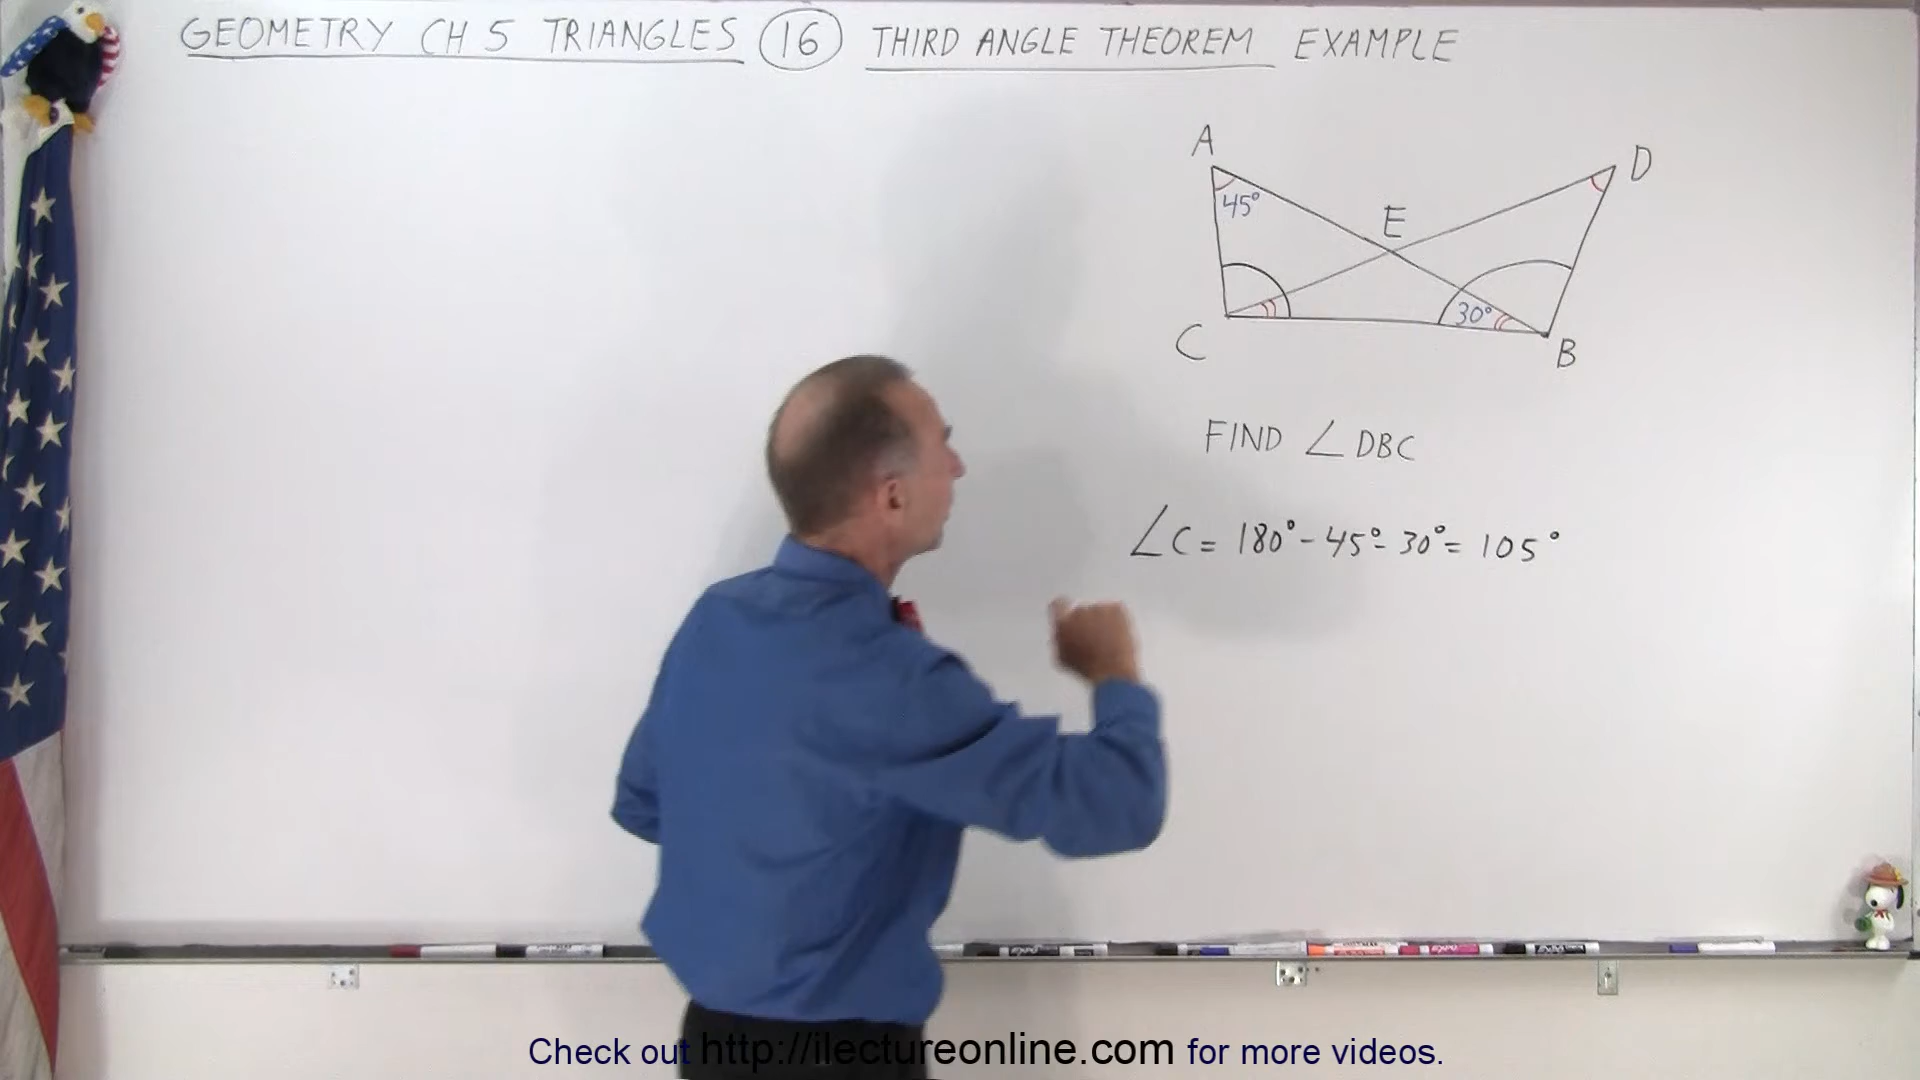 GEOMETRY CH 5 TRIANGLES 16 THIRD ANGLE THEOREM EXAMPLE
A
D
45°
E
30°
C
B
FIND ∠DBC
∠C = 180° - 45° - 30° = 105°
Check out http://ilectureonline.com for more videos.